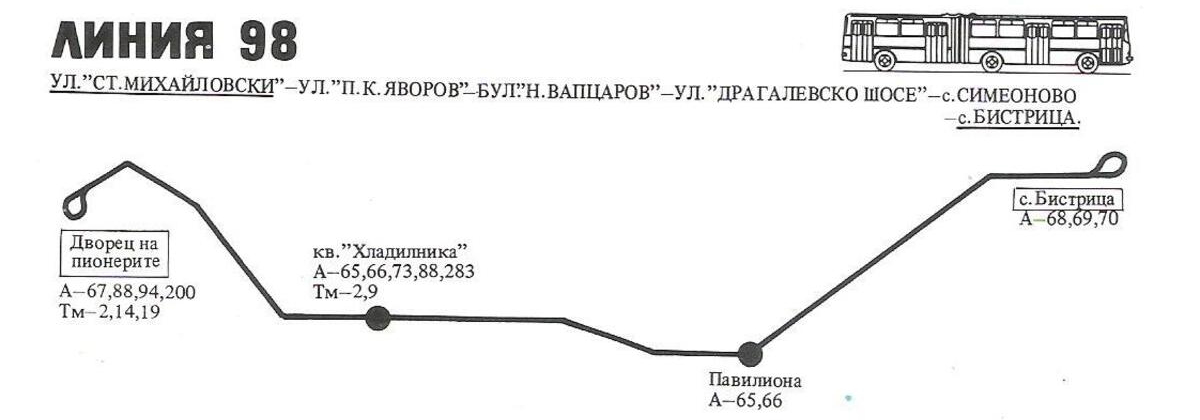 ЛИНИЯ 98
УЛ."СТ.МИХАЙЛОВСКИ"—УЛ."П.К.ЯВОРОВ"—БУЛ."Н.ВАПЦАРОВ"—УЛ."ДРАГАЛЕВСКО ШОСЕ"—с.СИМЕОНОВО
—с.БИСТРИЦА.
Дворец на
пионерите
А—67,88,94,200
Тм—2,14,19
кв."Хладилника"
А—65,66,73,88,283
Тм—2,9
Павилиона
А—65,66
с.Бистрица
А—68,69,70